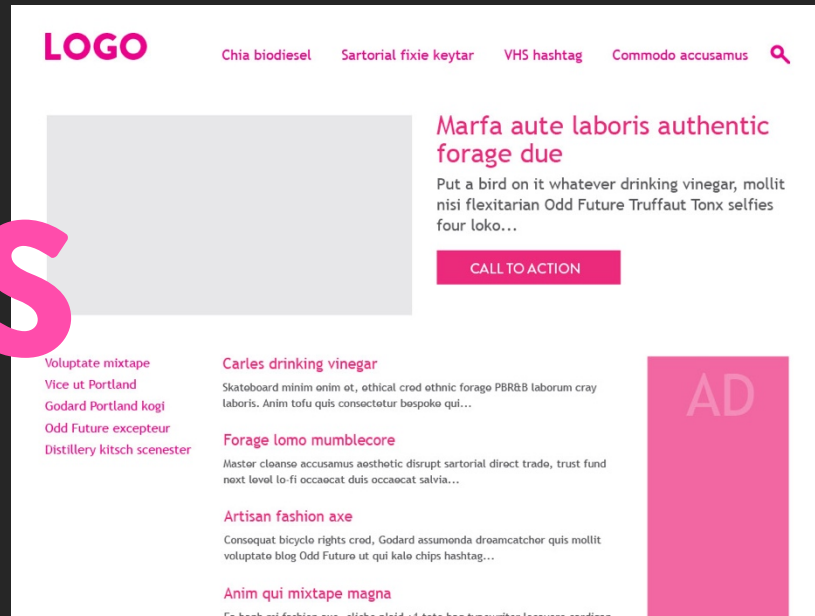 LOGO
Chia biodiesel Sartorial fixie keytar VHS hashtag Commodo accusamus
Marfa aute laboris authentic
forage due
Put a bird on it whatever drinking vinegar, mollit
nisi flexitarian Odd Future Truffaut Tonx selfies
four loko...
CALL TO ACTION
S
Voluptate mixtape
Vice ut Portland
Godard Portland kogi
Odd Future excepteur
Distillery kitsch scenester
Carles drinking vinegar
Skateboard minim enim et, ethical cred ethnic forage PBR&B laborum cray
laboris. Anim tofu quis consectetur bespoke qui...
Forage lomo mumblecore
Master cleanse accusamus aesthetic disrupt sartorial direct trade, trust fund
next level lo-fi occaecat duis occaecat salvia...
Artisan fashion axe
Consequat bicycle rights cred, Godard assumenda dreamcatcher quis mollit
voluptate blog Odd Future ut qui kale chips hashtag...
Anim qui mixtape magna
AD